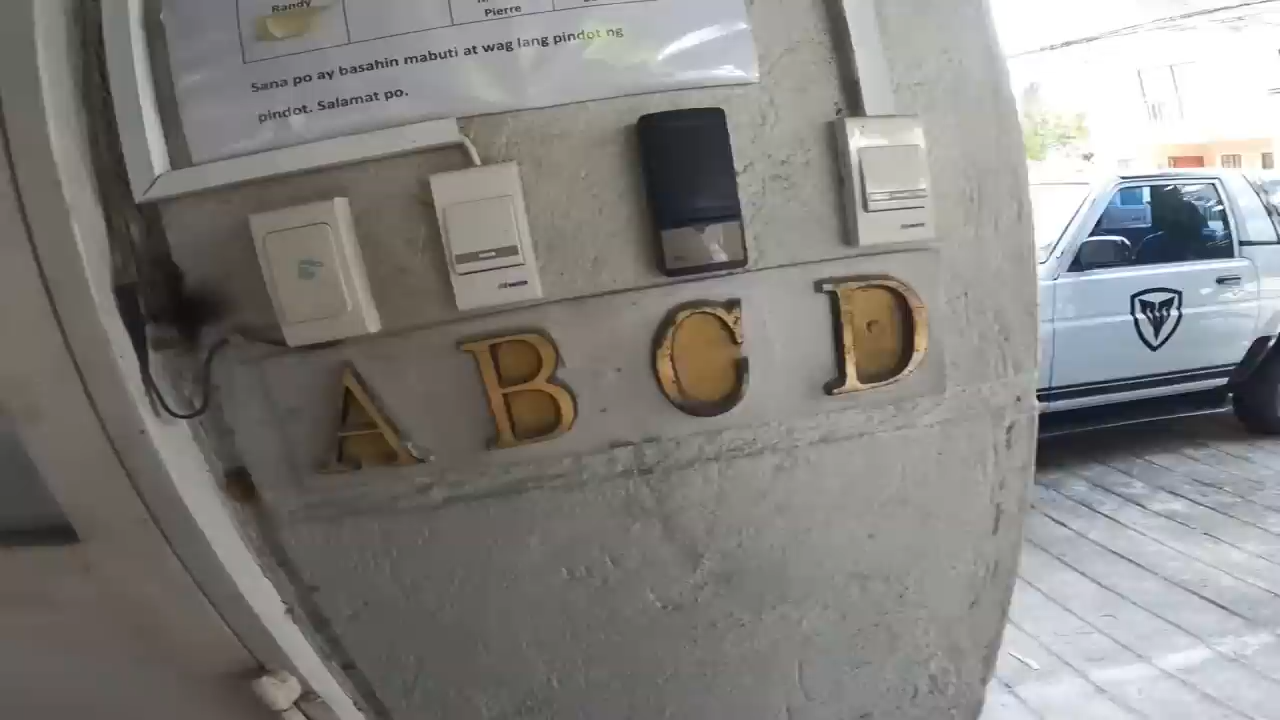 Randy
Pierre
Sana po ay basahin mabuti at wag lang pindot ng
pindot. Salamat po.
A B C D